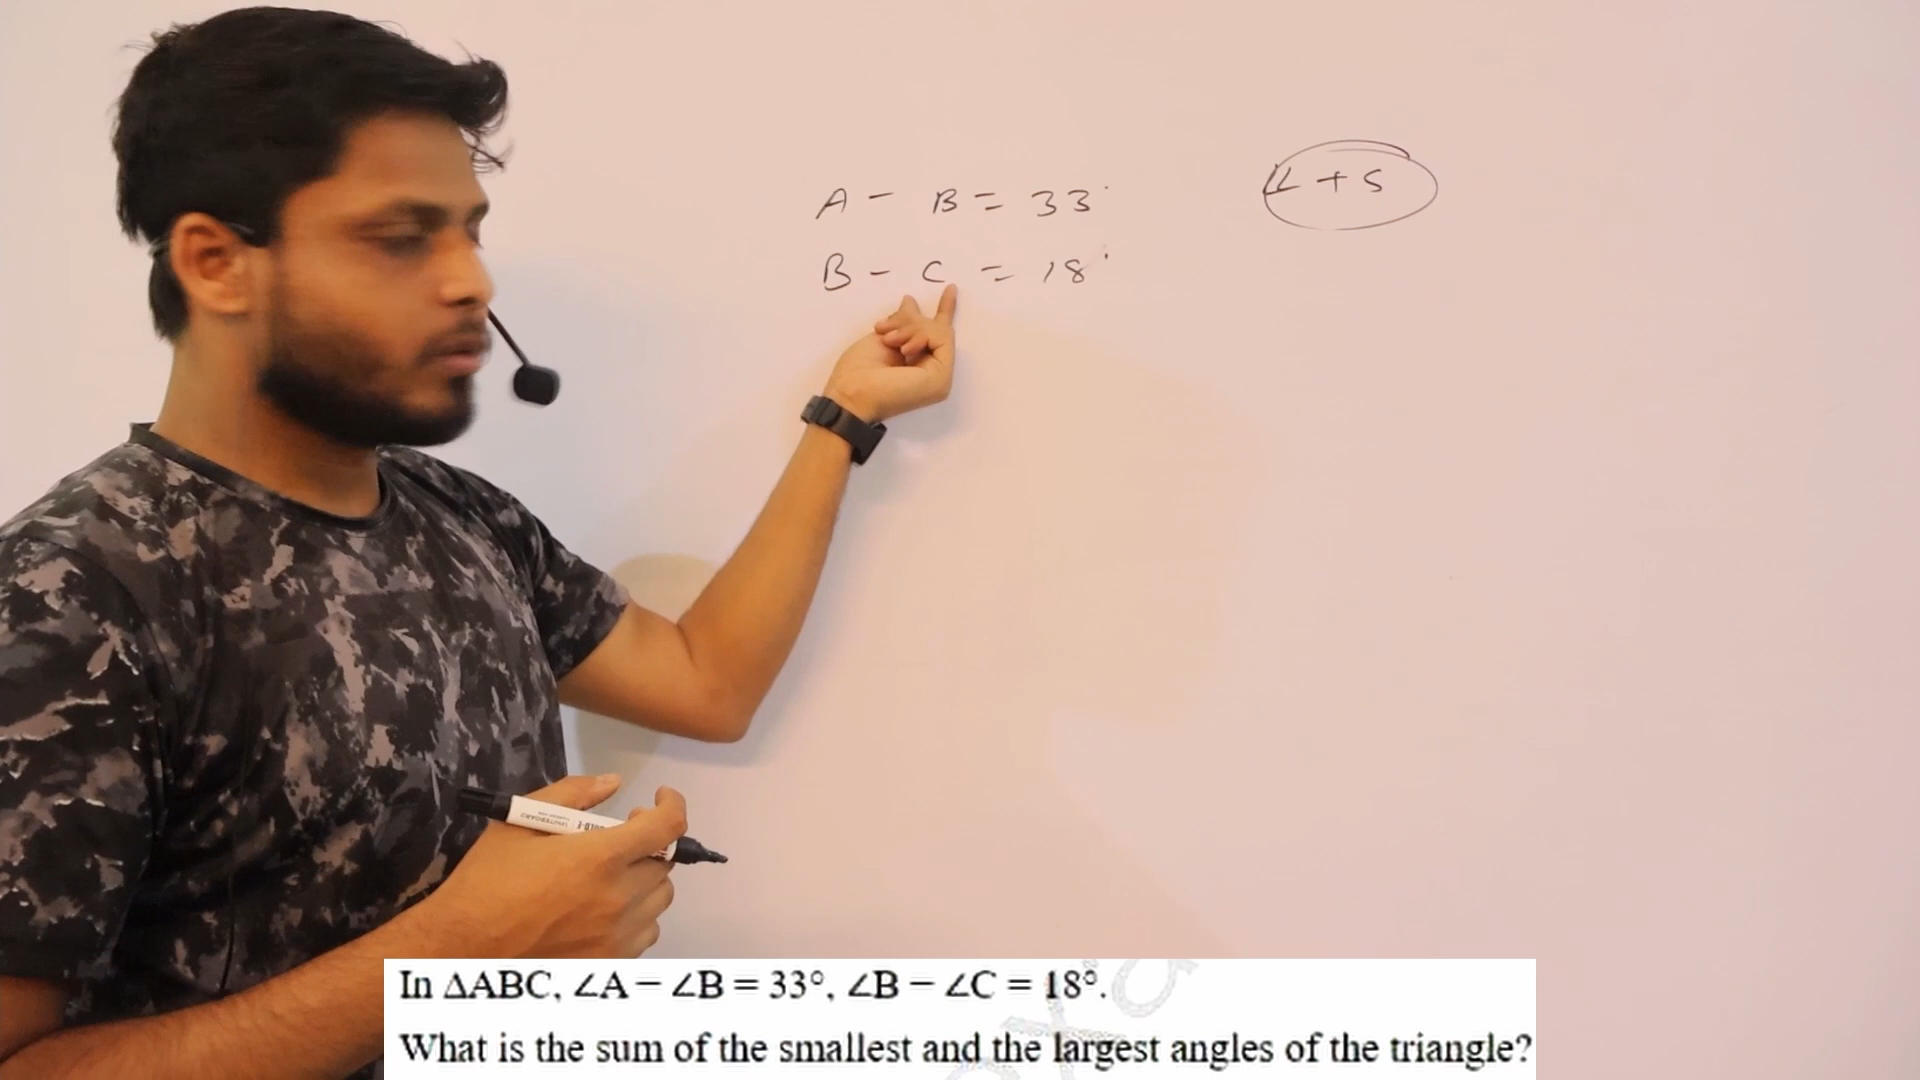 A - B = 33°
B - C = 18°
L + S
WHITEBOARD
In ΔABC, ∠A – ∠B = 33°, ∠B – ∠C = 18°.
What is the sum of the smallest and the largest angles of the triangle?